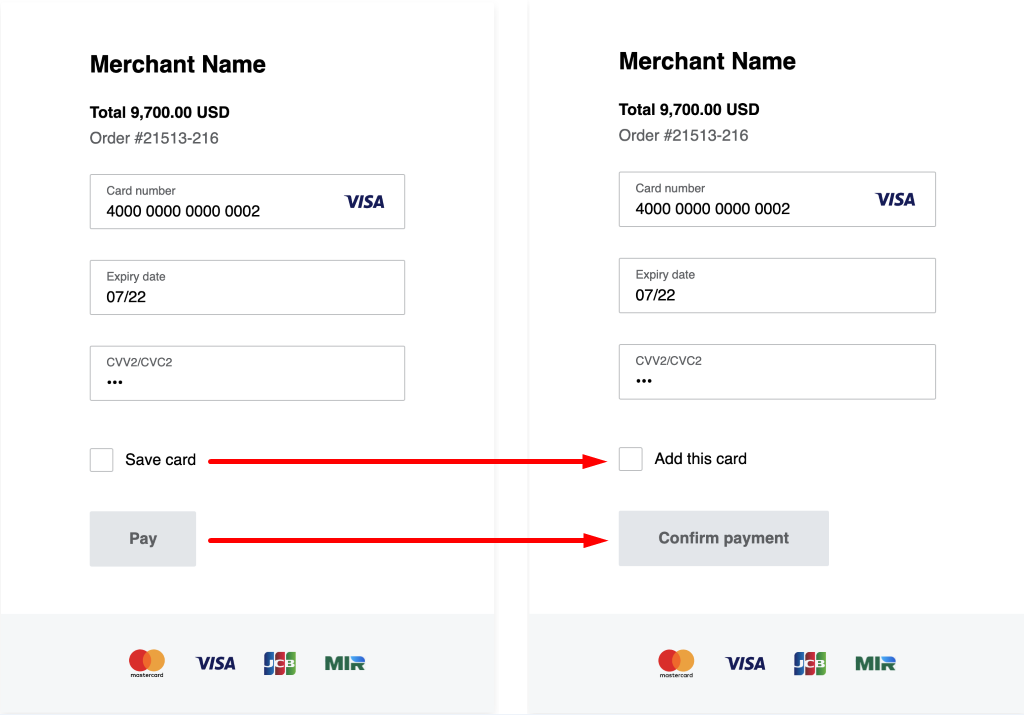 Merchant Name
Total 9,700.00 USD
Order #21513-216
Card number
4000 0000 0000 0002
VISA
Expiry date
07/22
CVV2/CVC2
•••
Save card
Pay
mastercard
VISA
JCB
MIR
Merchant Name
Total 9,700.00 USD
Order #21513-216
Card number
4000 0000 0000 0002
VISA
Expiry date
07/22
CVV2/CVC2
•••
Add this card
Confirm payment
mastercard
VISA
JCB
MIR